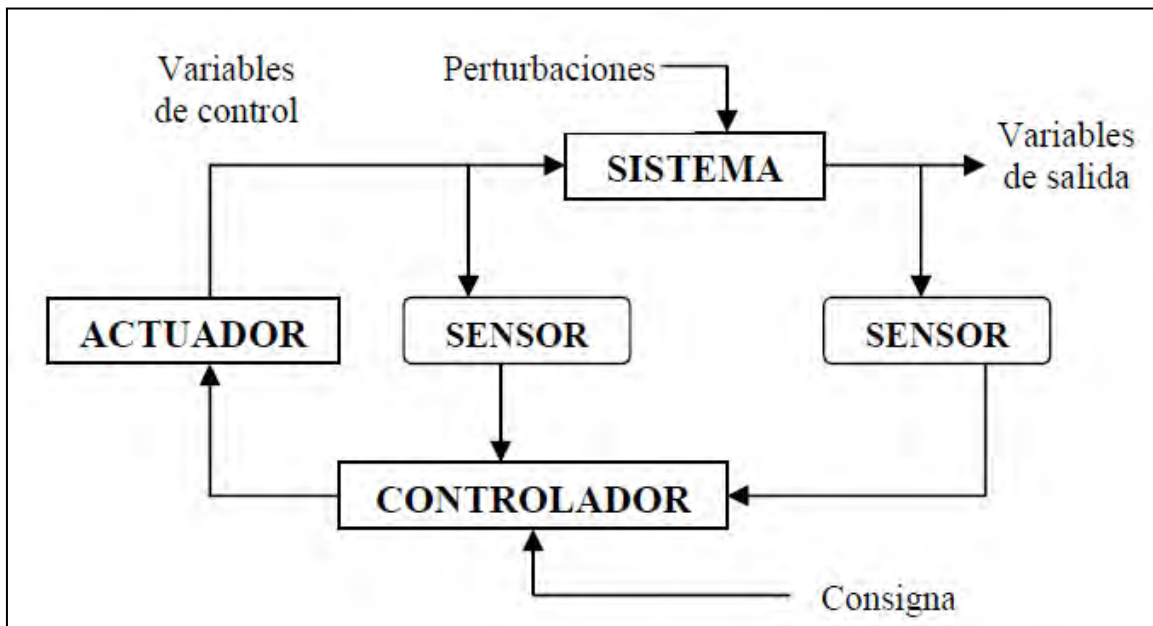 Variables
de control
Perturbaciones
SISTEMA
Variables
de salida
ACTUADOR
SENSOR
SENSOR
CONTROLADOR
Consigna